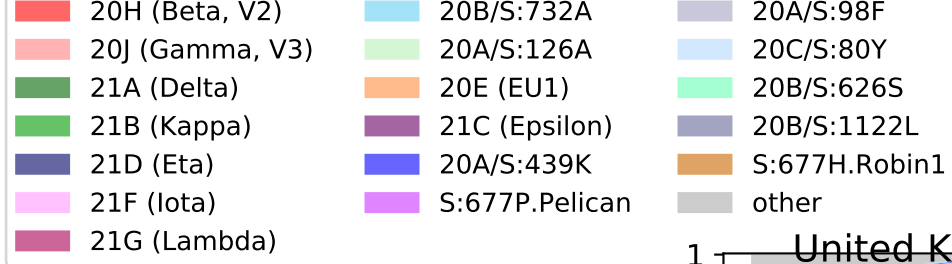 20H (Beta, V2)
20J (Gamma, V3)
21A (Delta)
21B (Kappa)
21D (Eta)
21F (Iota)
21G (Lambda)
20B/S:732A
20A/S:126A
20E (EU1)
21C (Epsilon)
20A/S:439K
S:677P.Pelican
20A/S:98F
20C/S:80Y
20B/S:626S
20B/S:1122L
S:677H.Robin1
other
1
United K